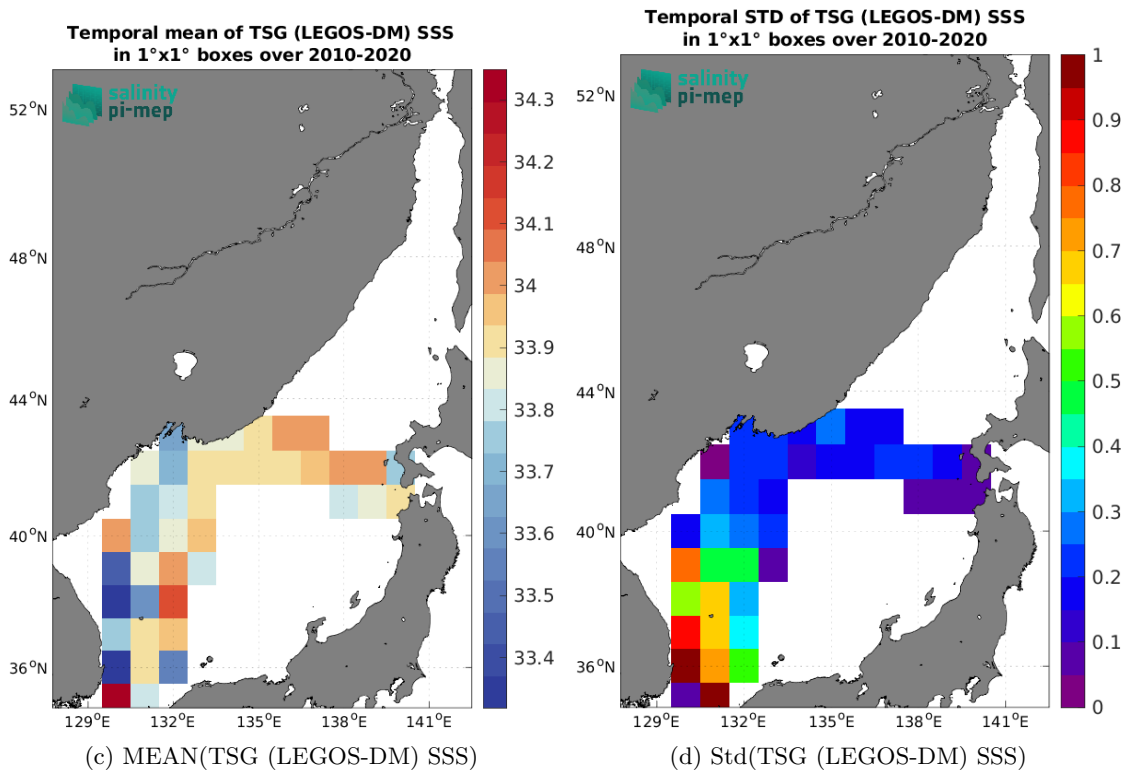 Temporal mean of TSG (LEGOS-DM) SSS
in 1°x1° boxes over 2010-2020
salinity
pi-mep
52°N
48°N
44°N
40°N
36°N
129°E
132°E
135°E
138°E
141°E
34.3
34.2
34.1
34
33.9
33.8
33.7
33.6
33.5
33.4
(c) MEAN(TSG (LEGOS-DM) SSS)
Temporal STD of TSG (LEGOS-DM) SSS
in 1°x1° boxes over 2010-2020
salinity
pi-mep
52°N
48°N
44°N
40°N
36°N
129°E
132°E
135°E
138°E
141°E
1
0.9
0.8
0.7
0.6
0.5
0.4
0.3
0.2
0.1
0
(d) Std(TSG (LEGOS-DM) SSS)